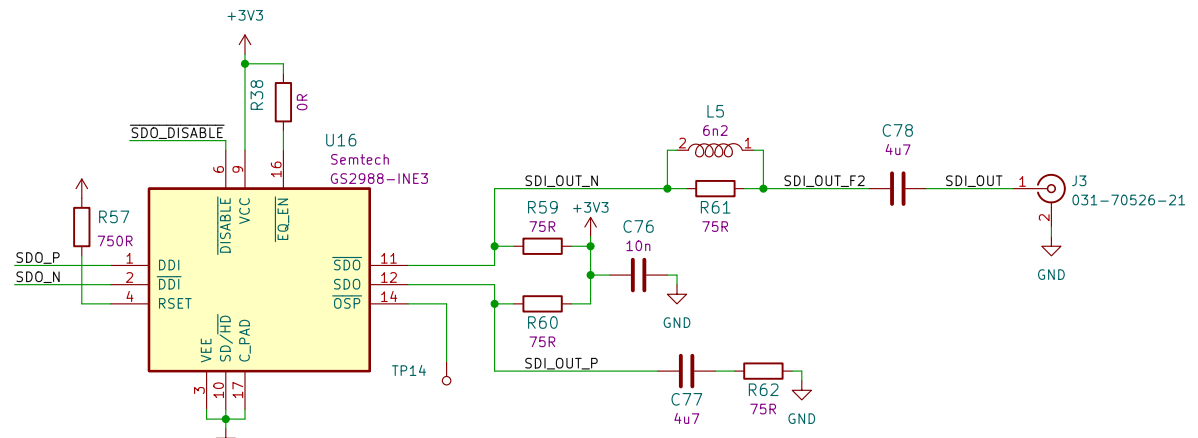 +3V3
R38
0R
SDO_DISABLE
U16
Semtech
GS2988-INE3
6
9
16
DISABLE
VCC
EQ_EN
R57
750R
SDO_P
1
DDI
SDO_N
2
DDI
4
RSET
SDO
11
SDO
12
OSP
14
VEE
SD/HD
C_PAD
3
10
17
TP14
SDI_OUT_N
R59
75R
+3V3
C76
10n
GND
R60
75R
SDI_OUT_P
C77
4u7
R62
75R
GND
L5
6n2
2
1
R61
75R
SDI_OUT_F2
C78
4u7
SDI_OUT
1
J3
031-70526-21
2
GND